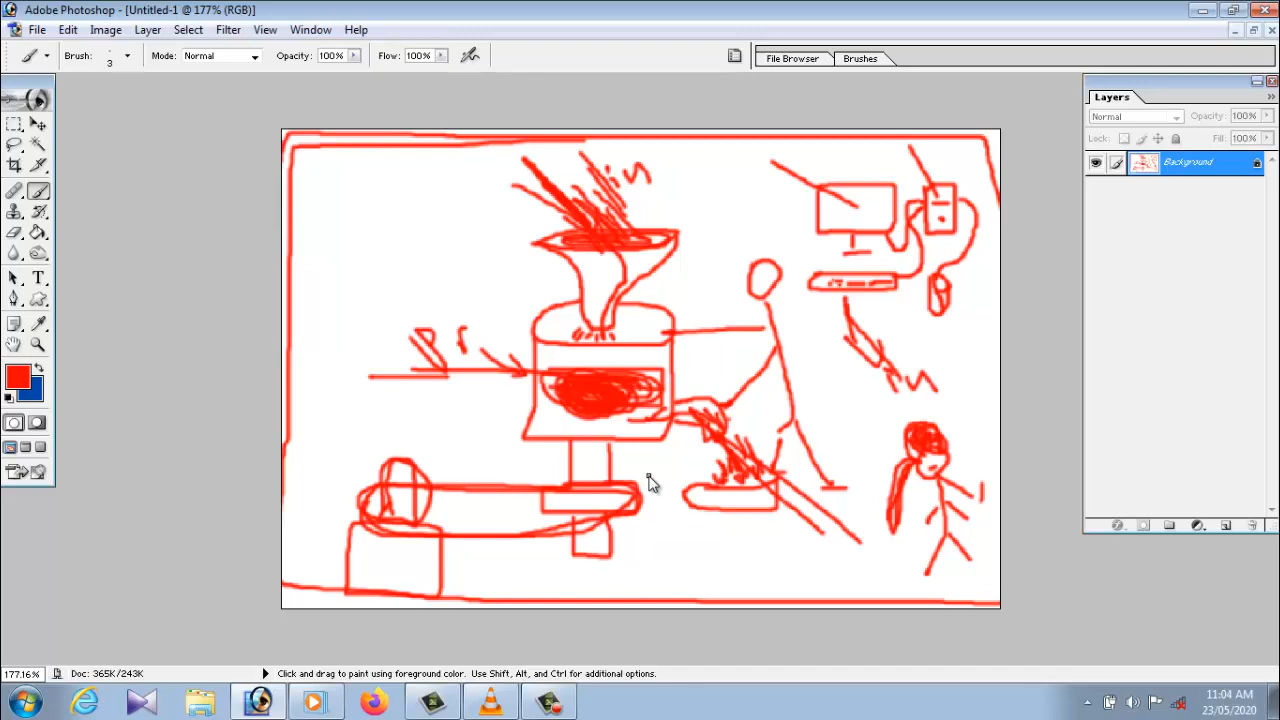 Adobe Photoshop - [Untitled-1 @ 177% (RGB)]
File Edit Image Layer Select Filter View Window Help
Brush: 3 Mode: Normal Opacity: 100% Flow: 100% File Browser Brushes
Layers
Normal Opacity: 100%
Lock: Fill: 100%
Background
in
T
177.16% Doc: 365K/243K Click and drag to paint using foreground color. Use Shift, Alt, and Ctrl for additional options.
11:04 AM
23/05/2020